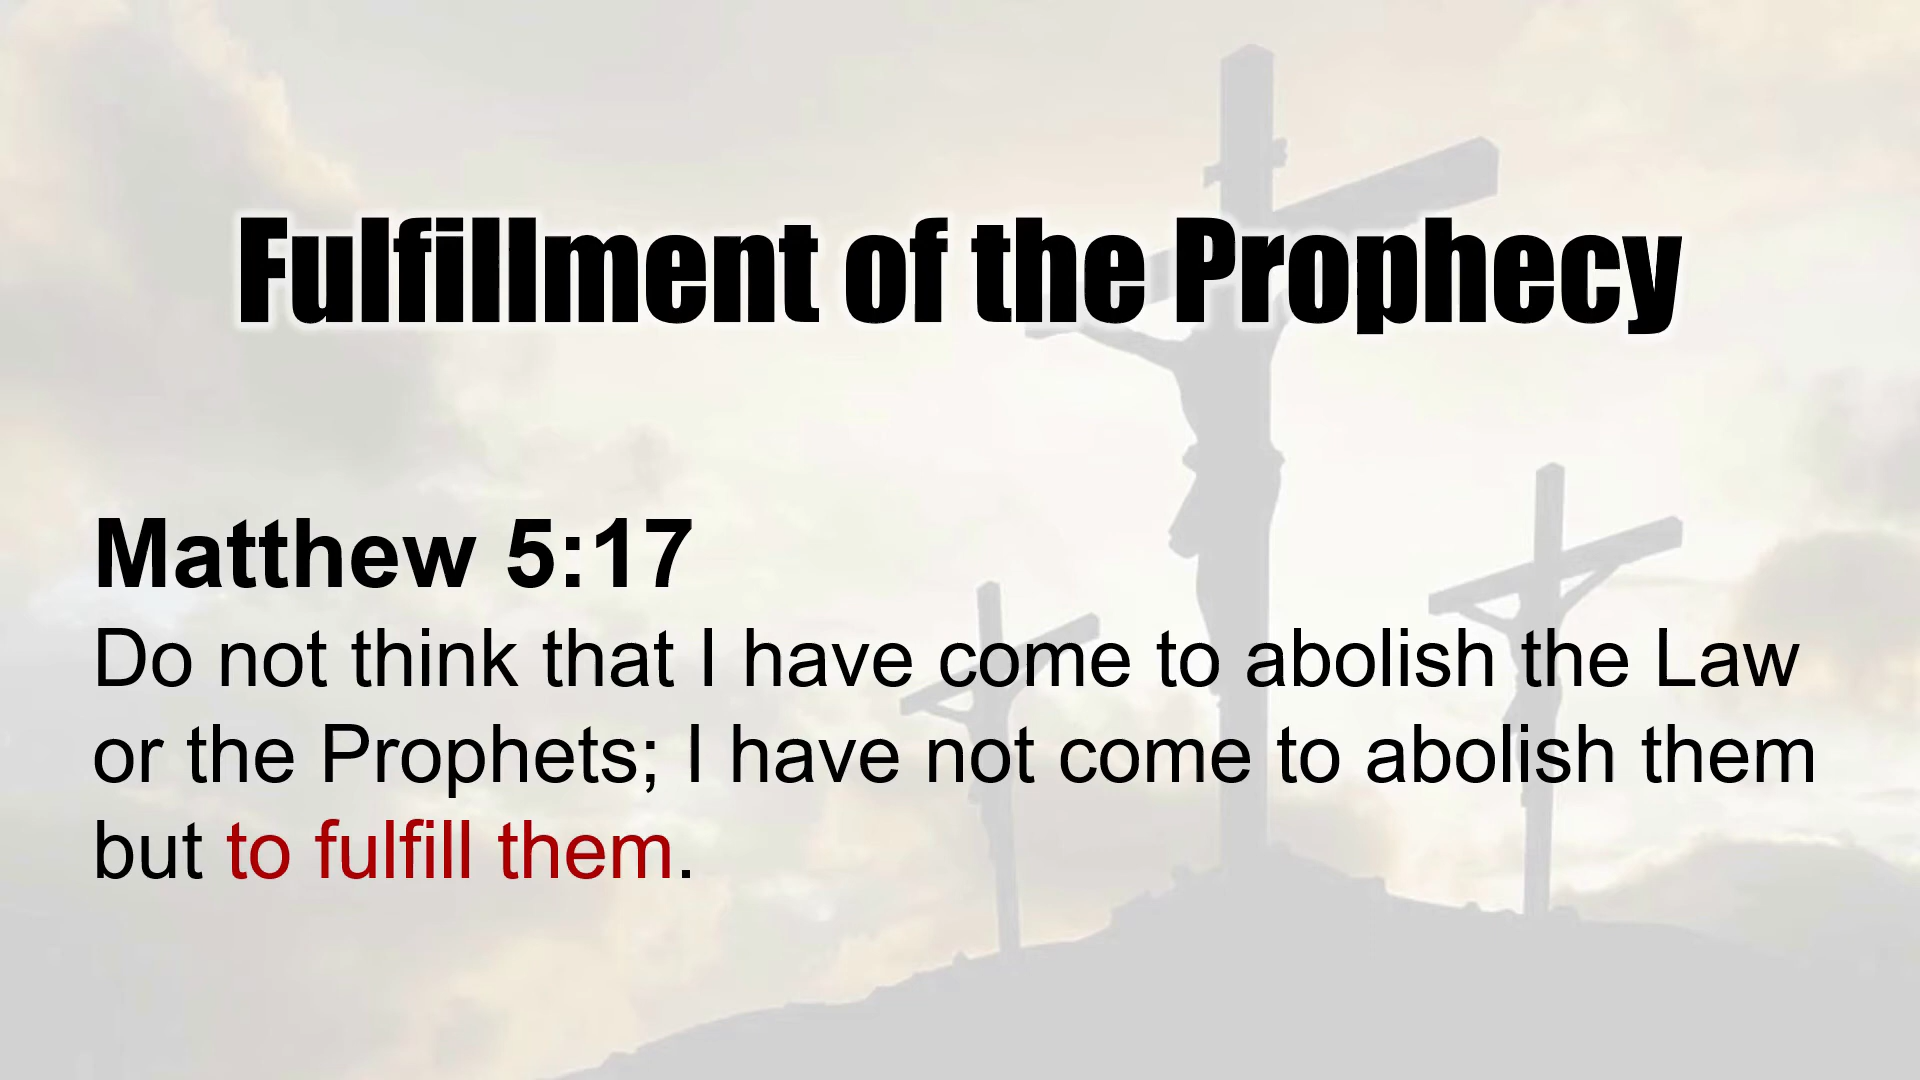 Fulfillment of the Prophecy
Matthew 5:17
Do not think that I have come to abolish the Law
or the Prophets; I have not come to abolish them
but to fulfill them.